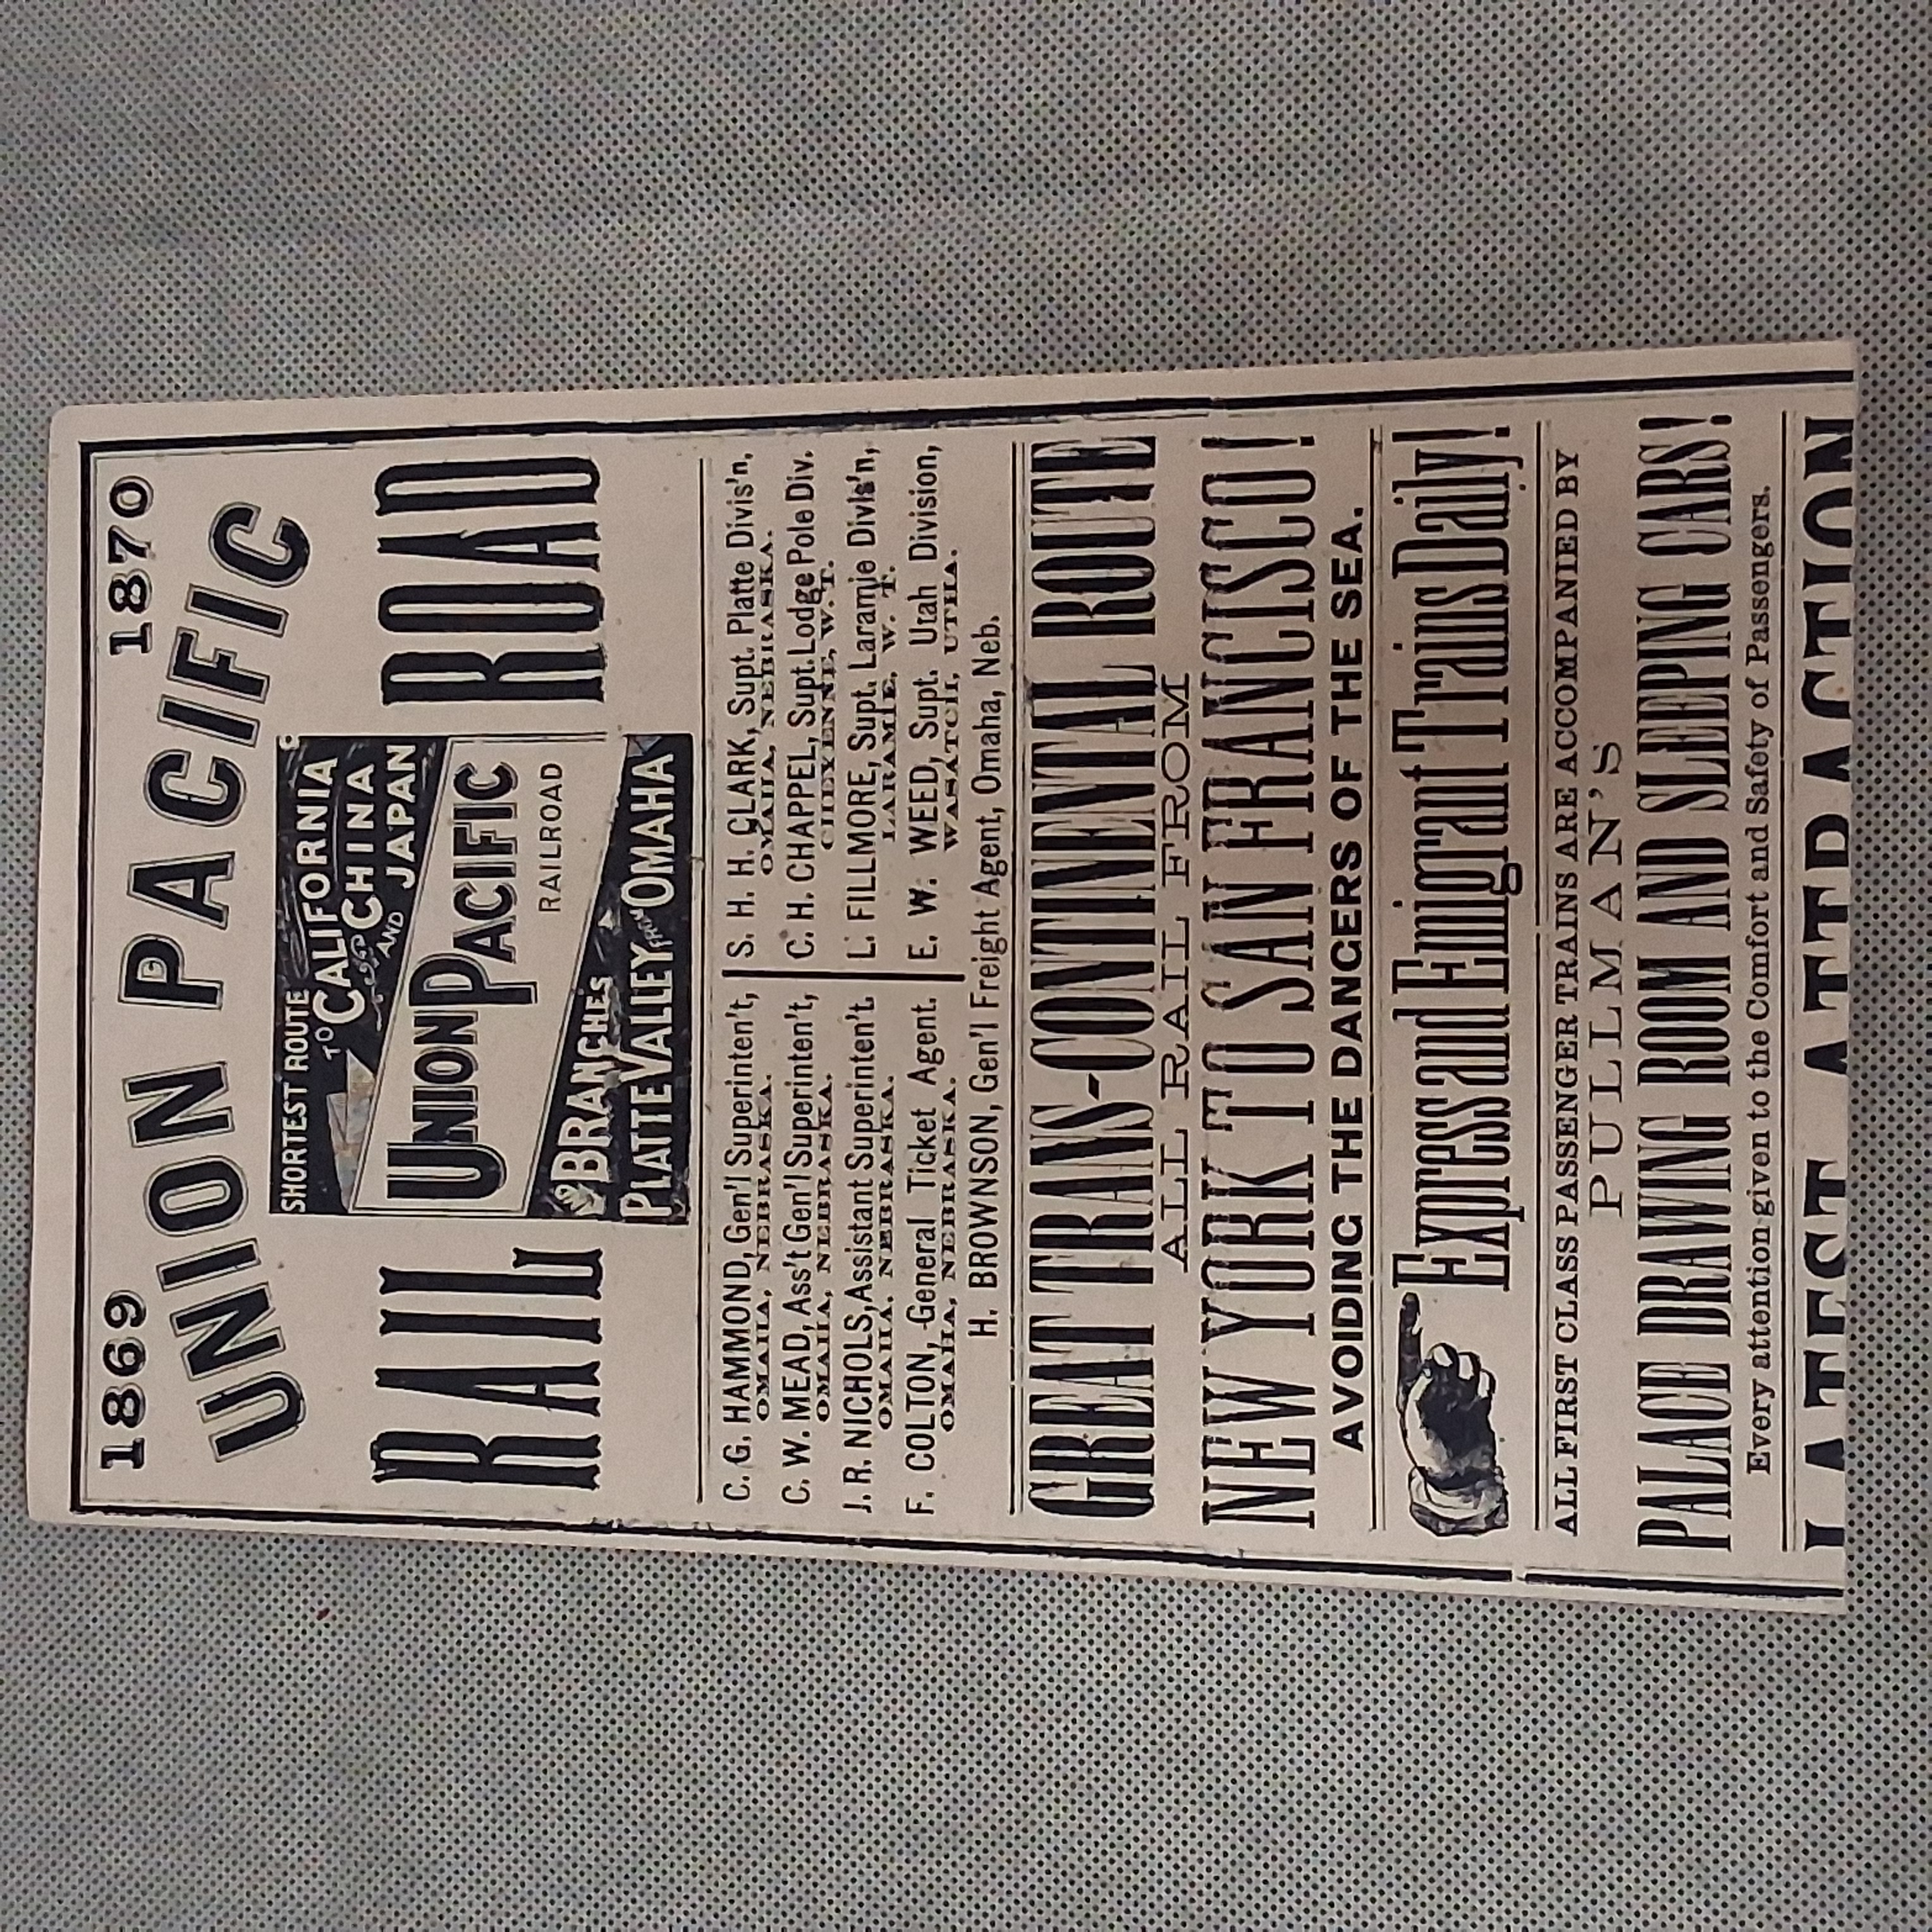 1869 1870
UNION PACIFIC
RAIL ROAD
SHORTEST ROUTE
TO CALIFORNIA
CHINA
AND JAPAN
UNION PACIFIC
RAILROAD
& BRANCHES
PLATTE VALLEY FROM OMAHA
C. G. HAMMOND, Gen'l Superinten't,
OMAHA, NEBRASKA.
C. W. MEAD, Ass't Gen'l Superinten't,
OMAHA, NEBRASKA.
J. R. NICHOLS, Assistant Superinten't.
OMAHA, NEBRASKA.
F. COLTON, General Ticket Agent.
OMAHA, NEBRASKA.
S. H. H. CLARK, Supt. Platte Divis'n,
OMAHA, NEBRASKA.
C. H. CHAPPEL, Supt. Lodge Pole Div.
CHEYENNE, W. T.
L. FILLMORE, Supt. Laramie Divis'n,
LARAMIE, W. T.
E. W. WEED, Supt. Utah Division,
WASATCH, UTHA.
H. BROWNSON, Gen'l Freight Agent, Omaha, Neb.
GREAT TRANS-CONTINENTAL ROUTE
ALL RAIL FROM
NEW YORK TO SAN FRANCISCO!
AVOIDING THE DANGERS OF THE SEA.
Express and Emigrant Trains Daily!
ALL FIRST CLASS PASSENGER TRAINS ARE ACCOMPANIED BY
PULLMAN'S
PALACE DRAWING ROOM AND SLEEPING CARS!
Every attention given to the Comfort and Safety of Passengers.
LATEST ATTRACTION